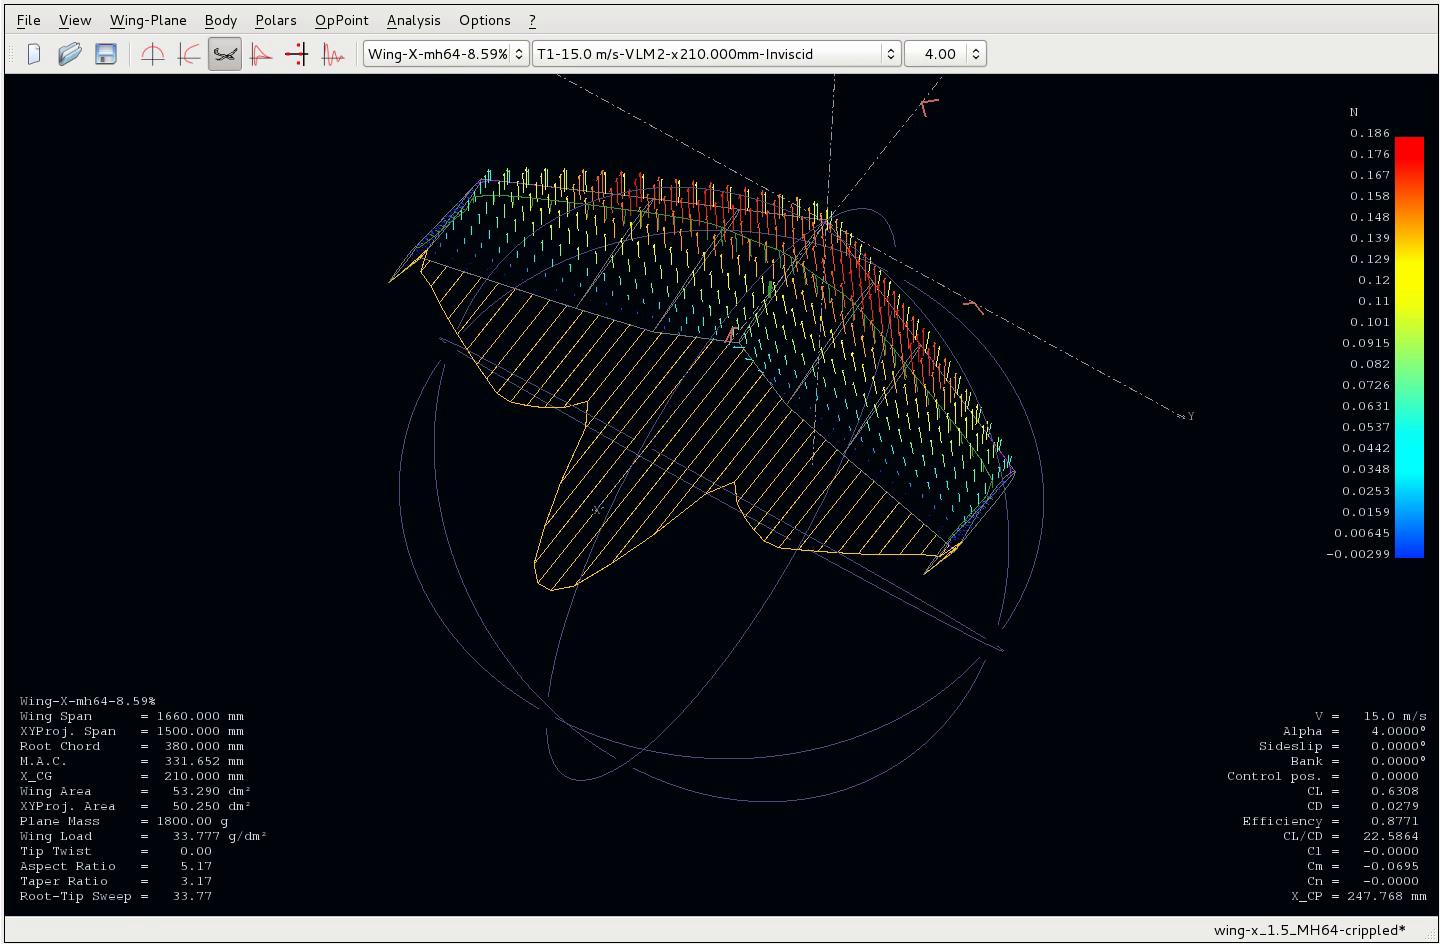 File View Wing-Plane Body Polars OpPoint Analysis Options ?
Wing-X-mh64-8.59% T1-15.0 m/s-VLM2-x210.000mm-Inviscid 4.00
N
0.186
0.176
0.167
0.158
0.148
0.139
0.129
0.12
0.11
0.101
0.0915
0.082
0.0726
0.0631
0.0537
0.0442
0.0348
0.0253
0.0159
0.00645
-0.00299
Y
X
Wing-X-mh64-8.59%
Wing Span = 1660.000 mm
XYProj. Span = 1500.000 mm
Root Chord = 380.000 mm
M.A.C. = 331.652 mm
X_CG = 210.000 mm
Wing Area = 53.290 dm²
XYProj. Area = 50.250 dm²
Plane Mass = 1800.00 g
Wing Load = 33.777 g/dm²
Tip Twist = 0.00
Aspect Ratio = 5.17
Taper Ratio = 3.17
Root-Tip Sweep = 33.77
V = 15.0 m/s
Alpha = 4.0000°
Sideslip = 0.0000°
Bank = 0.0000°
Control pos. = 0.0000
CL = 0.6308
CD = 0.0279
Efficiency = 0.8771
CL/CD = 22.5864
Cl = -0.0000
Cm = -0.0695
Cn = -0.0000
X_CP = 247.768 mm
wing-x_1.5_MH64-crippled*